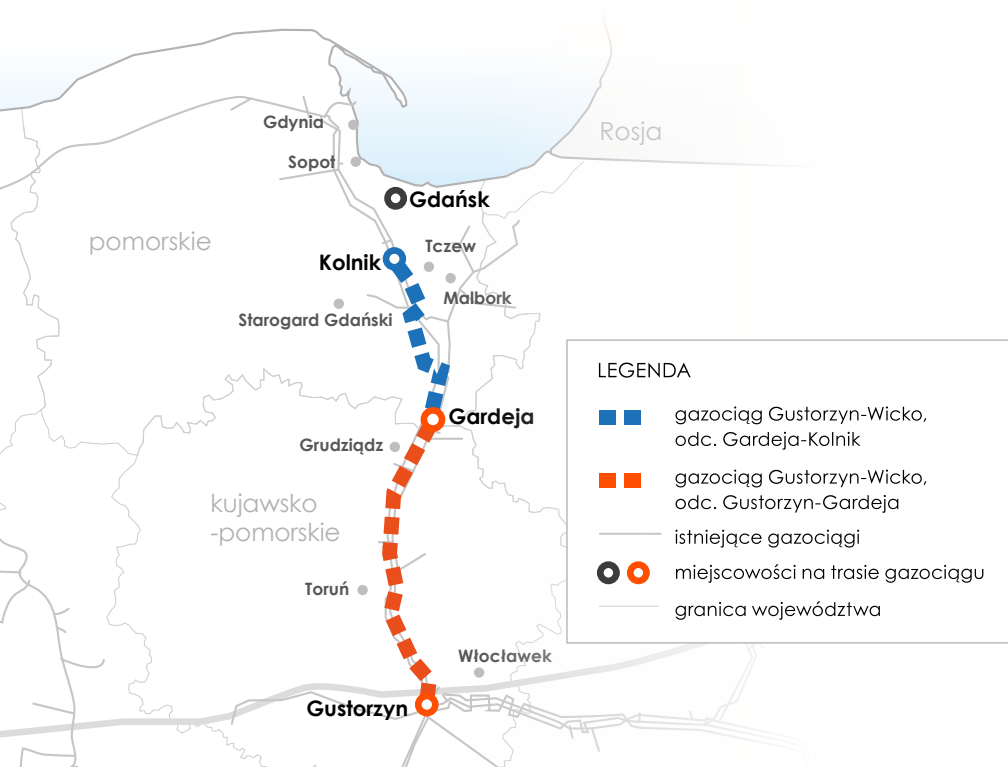 Gdynia
Rosja
Sopot
Gdańsk
pomorskie
Tczew
Kolnik
Malbork
Starogard Gdański
LEGENDA
gazociąg Gustorzyn-Wicko,
odc. Gardeja-Kolnik
Gardeja
Grudziądz
gazociąg Gustorzyn-Wicko,
odc. Gustorzyn-Gardeja
kujawsko
-pomorskie
istniejące gazociągi
miejscowości na trasie gazociągu
Toruń
granica województwa
Włocławek
Gustorzyn